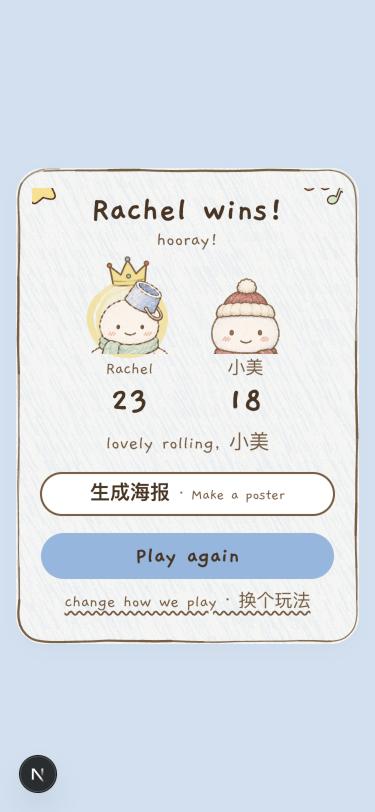 Rachel wins!
hooray!
Rachel 小美
23 18
lovely rolling, 小美
生成海报 · Make a poster
Play again
change how we play · 换个玩法
N